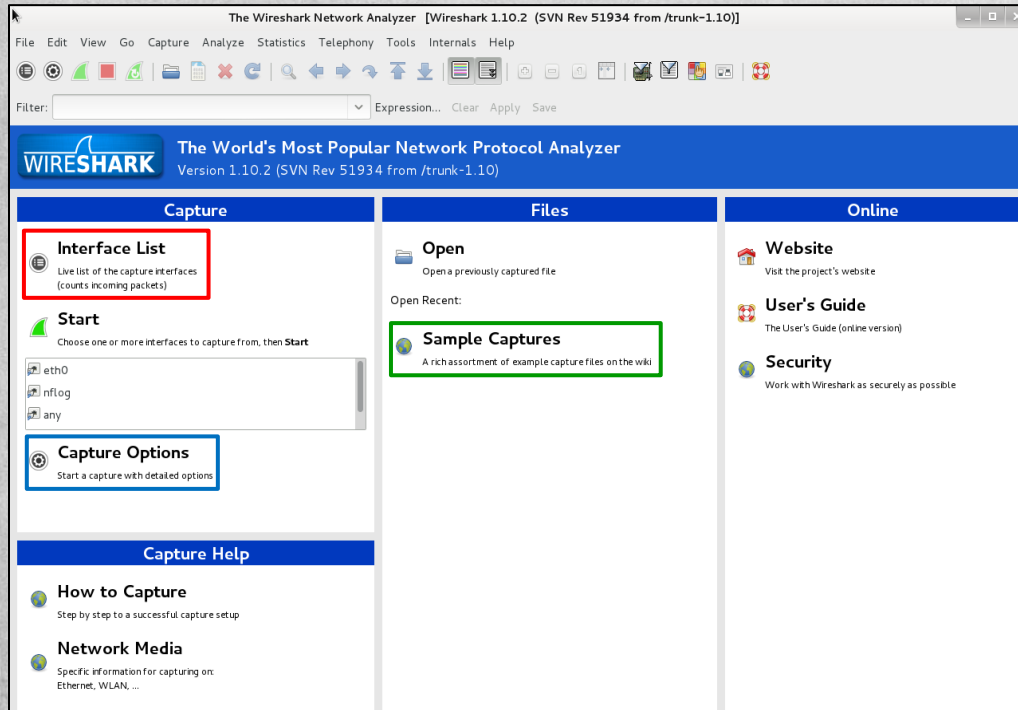 The Wireshark Network Analyzer [Wireshark 1.10.2 (SVN Rev 51934 from /trunk-1.10)]
File Edit View Go Capture Analyze Statistics Telephony Tools Internals Help
Filter: Expression... Clear Apply Save
WIRESHARK
The World's Most Popular Network Protocol Analyzer
Version 1.10.2 (SVN Rev 51934 from /trunk-1.10)
Capture
Interface List
Live list of the capture interfaces
(counts incoming packets)
Start
Choose one or more interfaces to capture from, then Start
eth0
nflog
any
Capture Options
Start a capture with detailed options
Capture Help
How to Capture
Step by step to a successful capture setup
Network Media
Specific information for capturing on:
Ethernet, WLAN, ...
Files
Open
Open a previously captured file
Open Recent:
Sample Captures
A rich assortment of example capture files on the wiki
Online
Website
Visit the project's website
User's Guide
The User's Guide (online version)
Security
Work with Wireshark as securely as possible